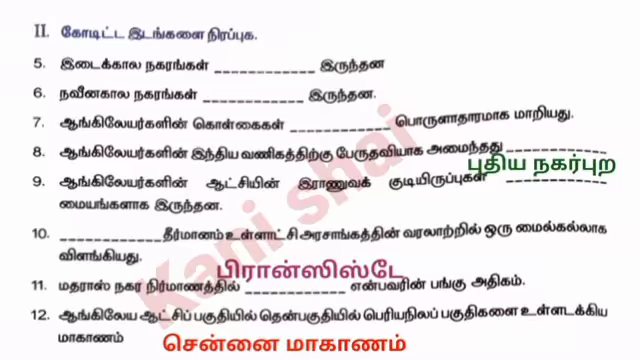 II. கோடிட்ட இடங்களை நிரப்புக.
5. இடைக்கால நகரங்கள் ____________ இருந்தன
6. நவீனகால நகரங்கள் ____________ இருந்தன.
7. ஆங்கிலேயர்களின் கொள்கைகள் ____________ பொருளாதாரமாக மாறியது.
8. ஆங்கிலேயர்களின் இந்திய வணிகத்திற்கு பேருதவியாக அமைந்தது ____________
புதிய நகர்புற
9. ஆங்கிலேயர்களின் ஆட்சியின் இராணுவக் குடியிருப்புகள் ____________
மையங்களாக இருந்தன.
10. ____________தீர்மானம் உள்ளாட்சி அரசாங்கத்தின் வரலாற்றில் ஒரு மைல்கல்லாக
விளங்கியது.
பிரான்ஸிஸ்டே
11. மதராஸ் நகர நிர்மாணத்தில் ____________ என்பவரின் பங்கு அதிகம்.
12. ஆங்கிலேய ஆட்சிப் பகுதியில் தென்பகுதியில் பெரியநிலப் பகுதிகளை உள்ளடக்கிய
மாகாணம் சென்னை மாகாணம்
Kani shai